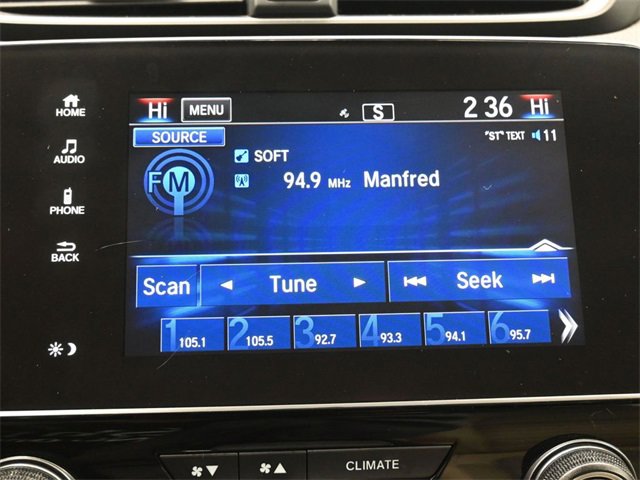 HOME
AUDIO
PHONE
BACK
Hi MENU S 2 36 Hi
SOURCE "ST" TEXT 11
FM SOFT
94.9 MHz Manfred
Scan Tune Seek
1 105.1 2 105.5 3 92.7 4 93.3 5 94.1 6 95.7
CLIMATE